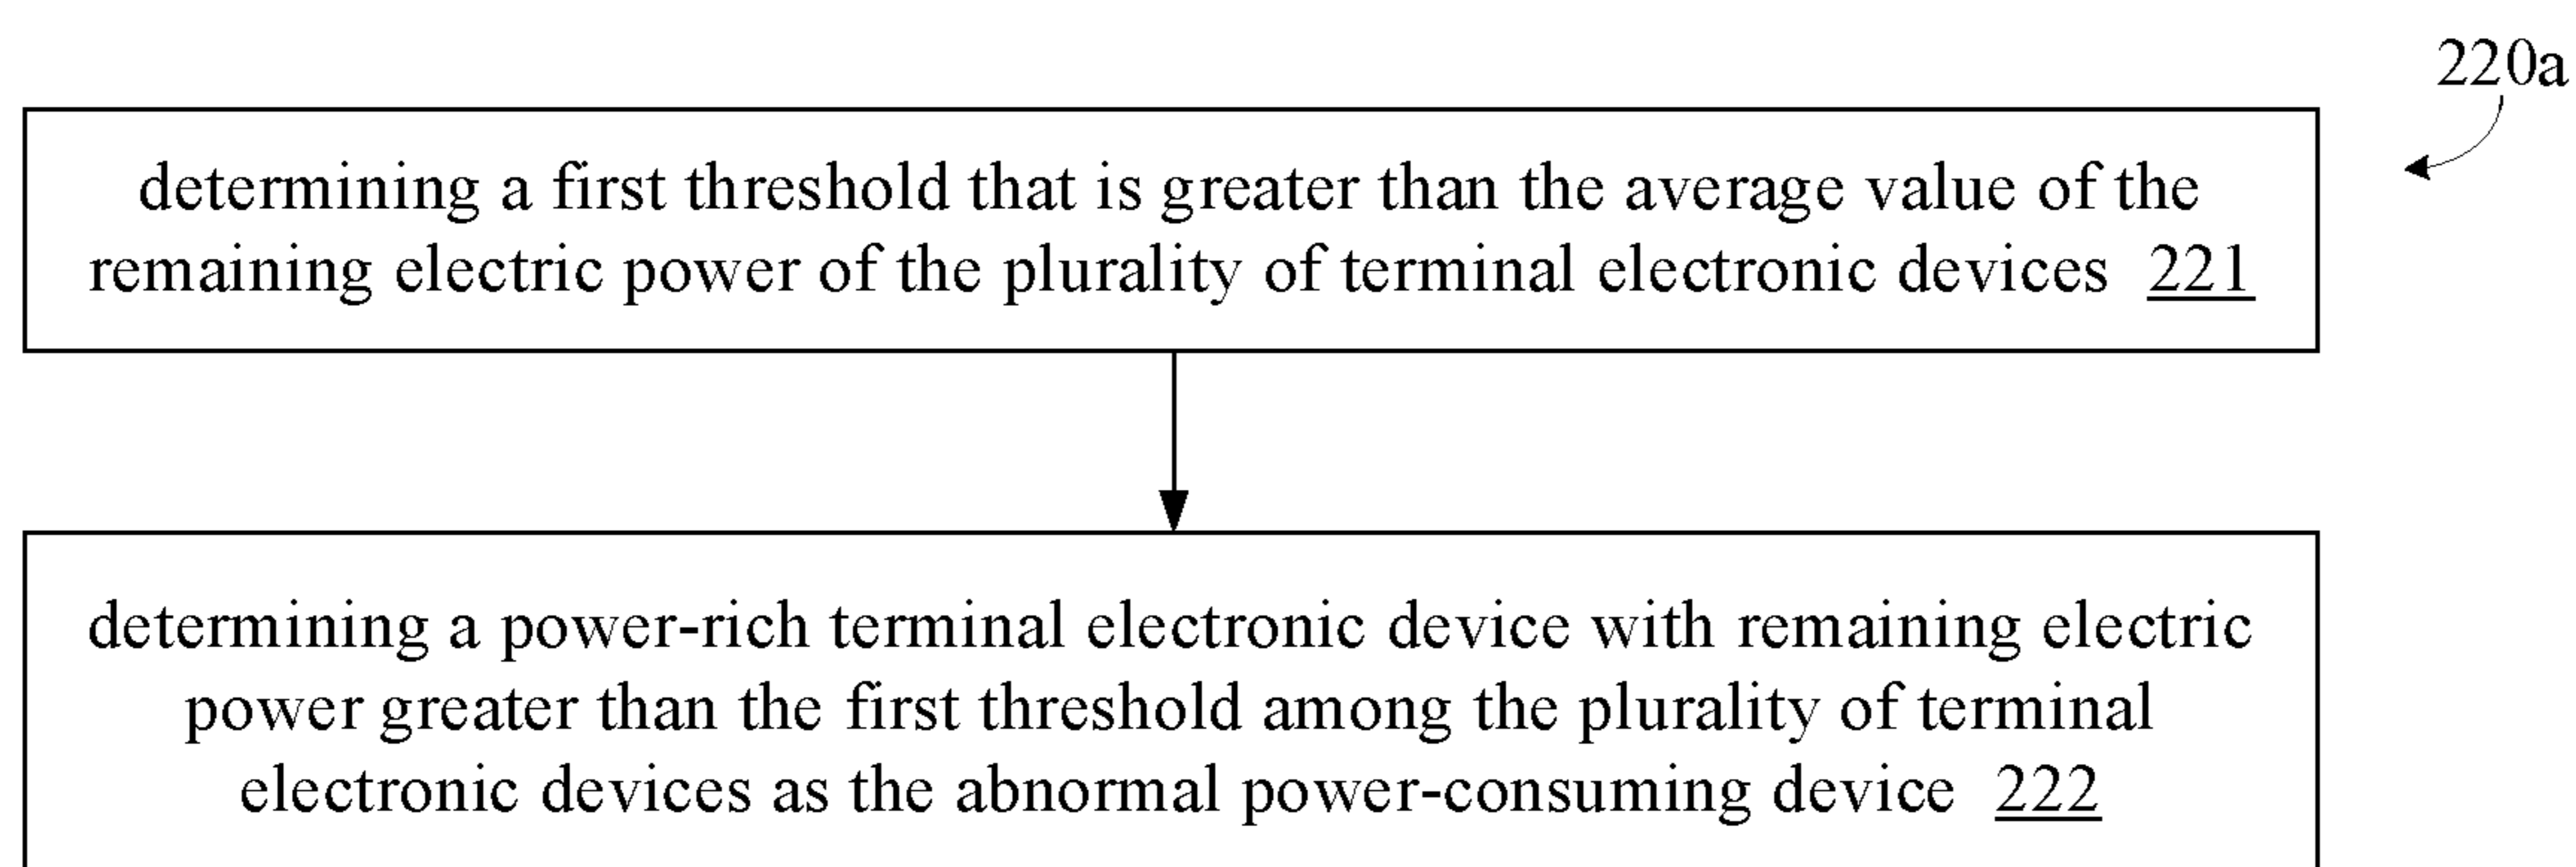 220a
determining a first threshold that is greater than the average value of the
remaining electric power of the plurality of terminal electronic devices 221
determining a power-rich terminal electronic device with remaining electric
power greater than the first threshold among the plurality of terminal
electronic devices as the abnormal power-consuming device 222